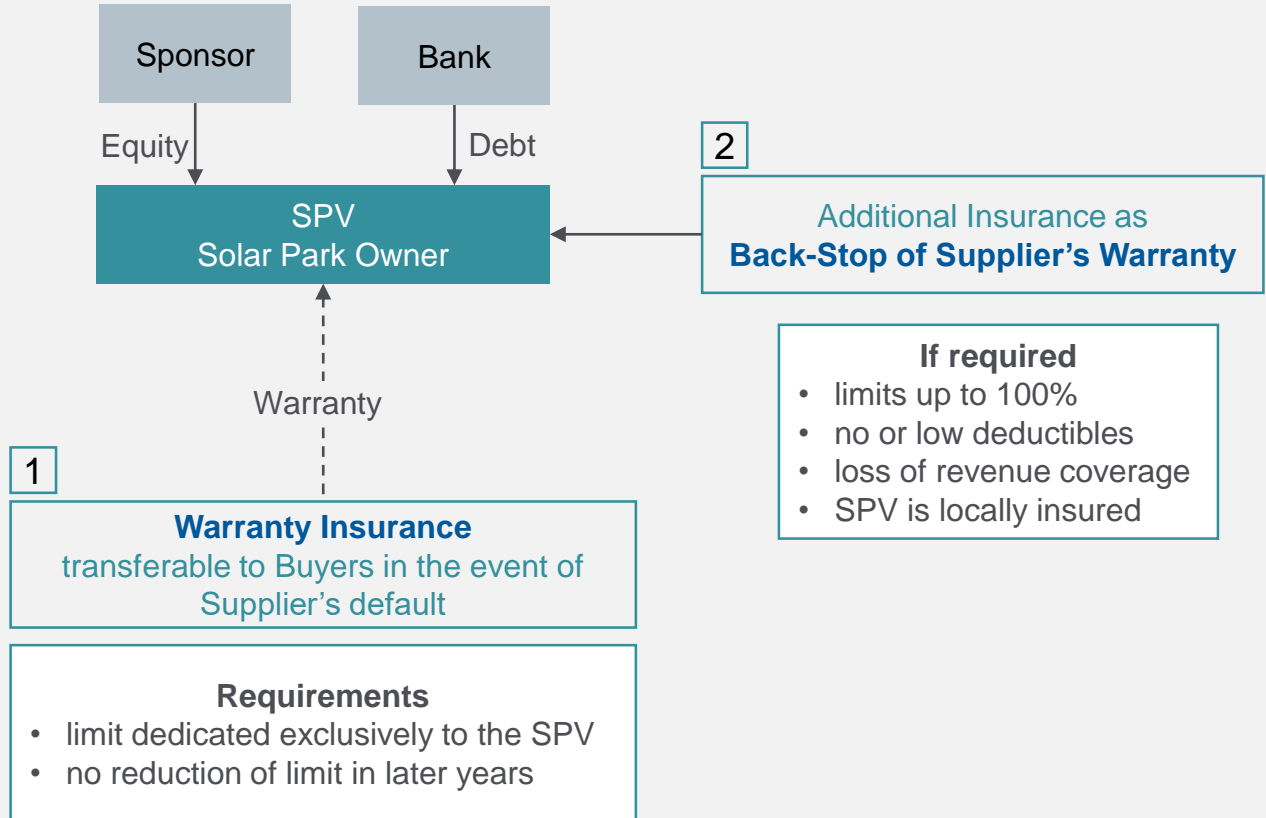 Sponsor
Bank
Equity
Debt
SPV
Solar Park Owner
2
Additional Insurance as
Back-Stop of Supplier's Warranty
If required
• limits up to 100%
• no or low deductibles
• loss of revenue coverage
• SPV is locally insured
Warranty
1
Warranty Insurance
transferable to Buyers in the event of
Supplier's default
Requirements
• limit dedicated exclusively to the SPV
• no reduction of limit in later years